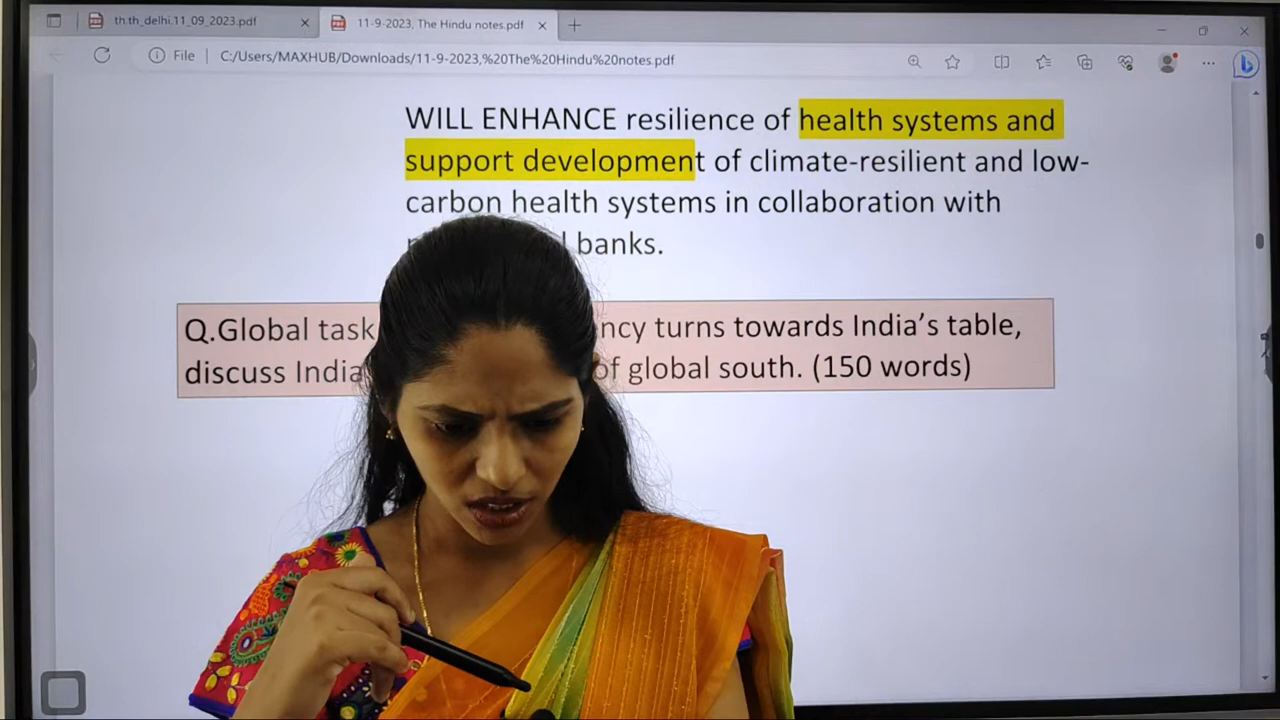 th.th_delhi.11_09_2023.pdf
11-9-2023, The Hindu notes.pdf
File
C:/Users/MAXHUB/Downloads/11-9-2023,%20The%20Hindu%20notes.pdf
WILL ENHANCE resilience of health systems and
support development of climate-resilient and low-
carbon health systems in collaboration with
banks.
Q.Global task turns towards India's table,
discuss India of global south. (150 words)